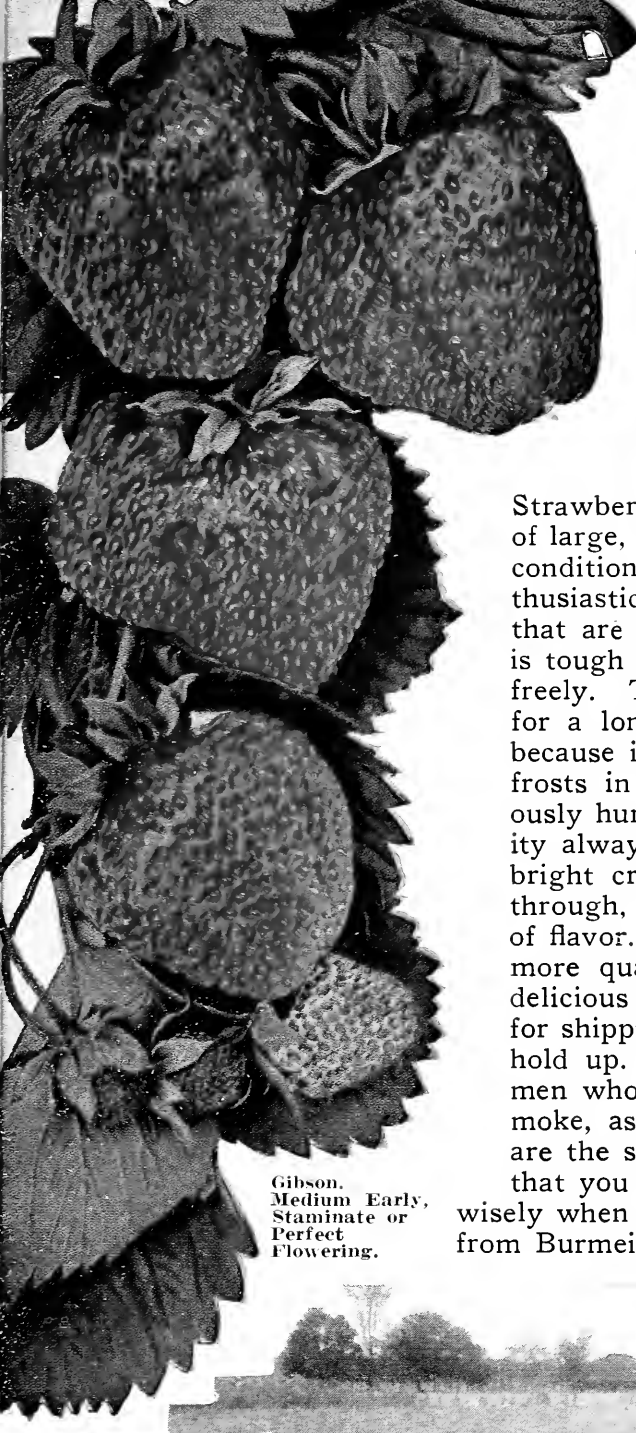 Strawber
of large,
condition
thusiastic
that are
is tough
freely. T
for a lon
because i
frosts in
ously hur
ity alway
bright cr
through,
of flavor.
more qua
delicious
for shipp
hold up.
men who
moke, as
are the s
that you
wisely when
from Burmei
Gibson.
Medium Early,
Staminate or
Perfect
Flowering.